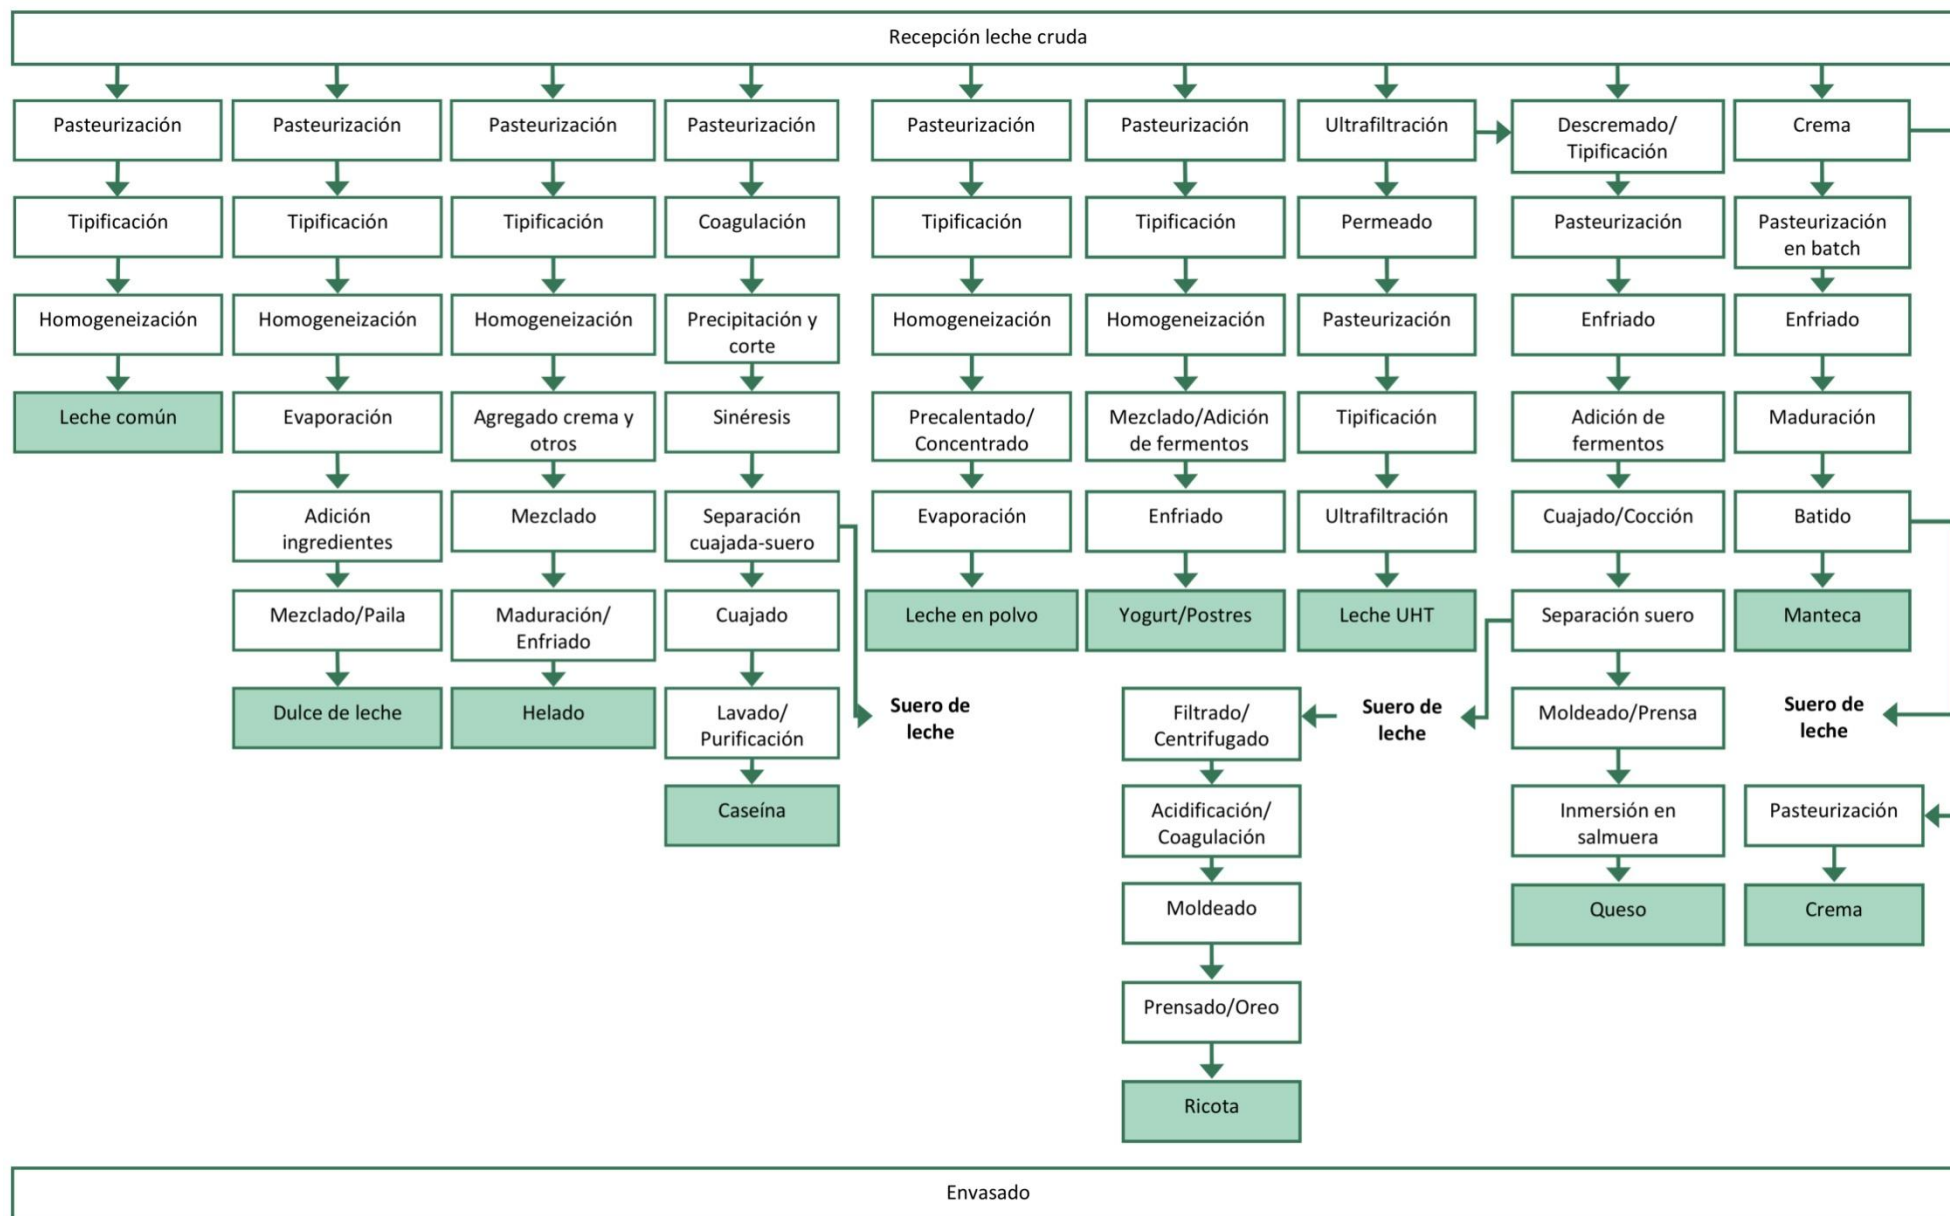 Recepción leche cruda
Pasteurización
Tipificación
Homogeneización
Leche común
Pasteurización
Tipificación
Homogeneización
Evaporación
Adición
ingredientes
Mezclado/Paila
Dulce de leche
Pasteurización
Tipificación
Homogeneización
Agregado crema y
otros
Mezclado
Maduración/
Enfriado
Helado
Pasteurización
Coagulación
Precipitación y
corte
Sinéresis
Separación
cuajada-suero
Cuajado
Lavado/
Purificación
Caseína
Suero de
leche
Pasteurización
Tipificación
Homogeneización
Precalentado/
Concentrado
Evaporación
Leche en polvo
Pasteurización
Tipificación
Homogeneización
Mezclado/Adición
de fermentos
Enfriado
Yogurt/Postres
Ultrafiltración
Permeado
Pasteurización
Tipificación
Ultrafiltración
Leche UHT
Descremado/
Tipificación
Pasteurización
Enfriado
Adición de
fermentos
Cuajado/Cocción
Separación suero
Moldeado/Prensa
Inmersión en
salmuera
Queso
Suero de
leche
Filtrado/
Centrifugado
Acidificación/
Coagulación
Moldeado
Prensado/Oreo
Ricota
Crema
Pasteurización
en batch
Enfriado
Maduración
Batido
Manteca
Suero de
leche
Pasteurización
Crema
Envasado